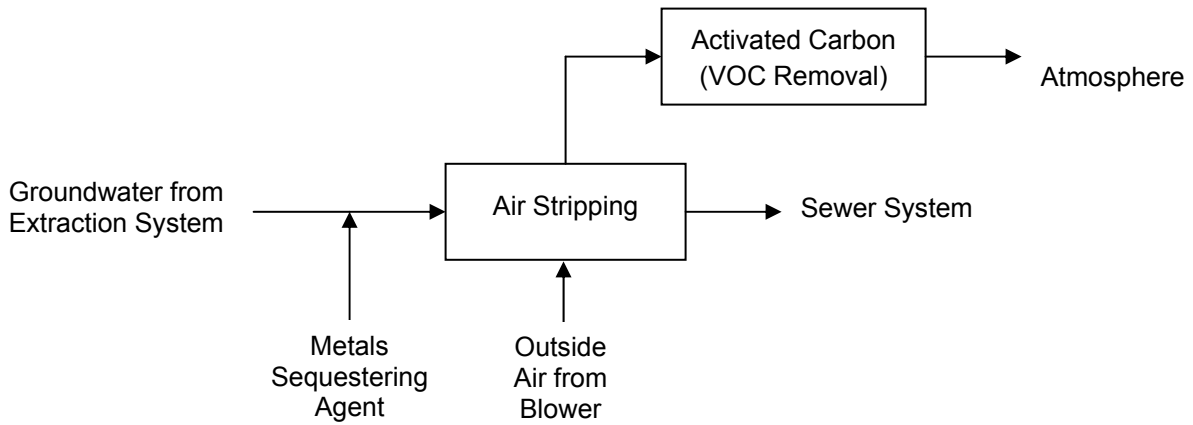 Activated Carbon
(VOC Removal)
Atmosphere
Groundwater from
Extraction System
Air Stripping
Sewer System
Metals
Sequestering
Agent
Outside
Air from
Blower